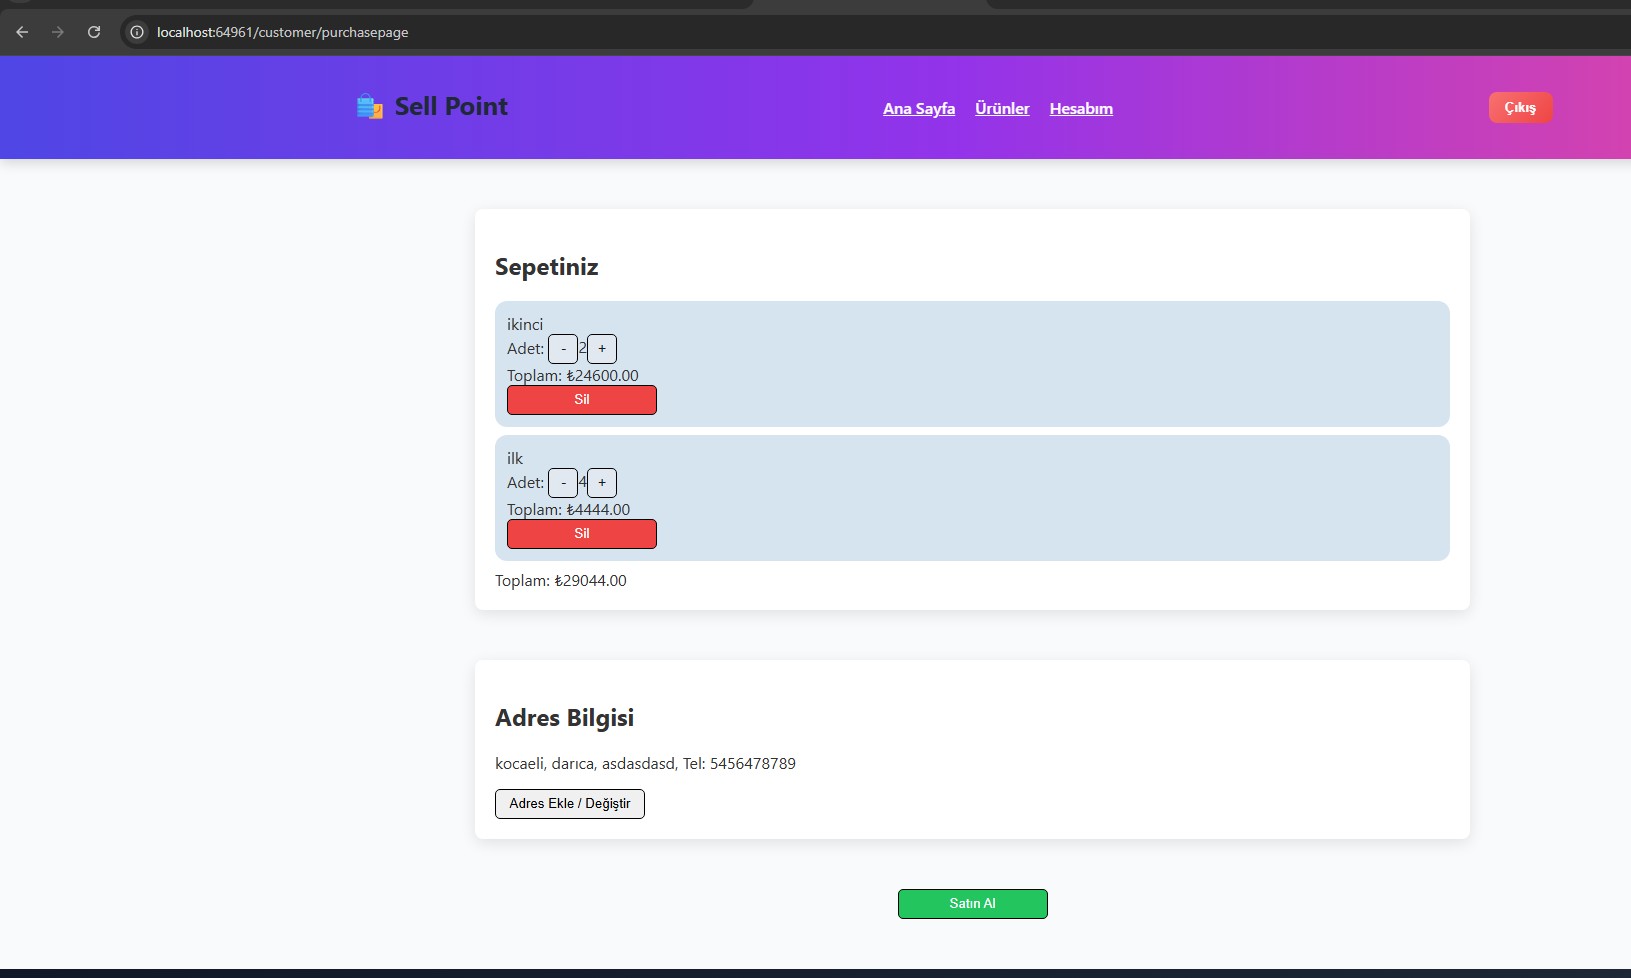 localhost:64961/customer/purchasepage
Sell Point
Ana Sayfa Ürünler Hesabım
Çıkış
Sepetiniz
ikinci
Adet: - 2 +
Toplam: ₺24600.00
Sil
ilk
Adet: - 4 +
Toplam: ₺4444.00
Sil
Toplam: ₺29044.00
Adres Bilgisi
kocaeli, darıca, asdasdasd, Tel: 5456478789
Adres Ekle / Değiştir
Satın Al